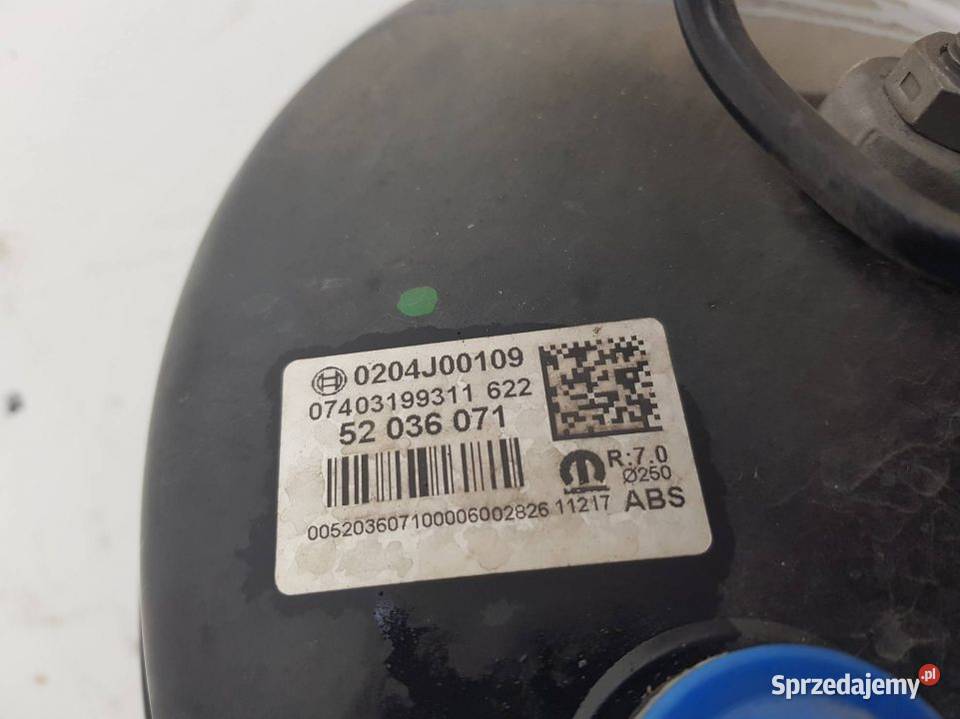 0204J00109
07403199311 622
52 036 071
R:7.0
Ø250
ABS
005203607100006002826 11217
Sprzedajemy.pl